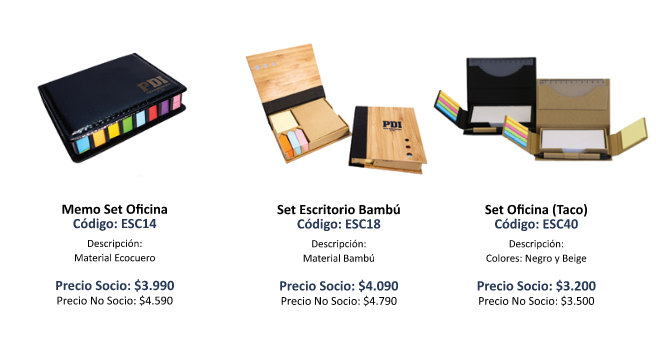 PDI
PDI
Memo Set Oficina
Código: ESC14
Descripción:
Material Ecocuero
Precio Socio: $3.990
Precio No Socio: $4.590
Set Escritorio Bambú
Código: ESC18
Descripción:
Material Bambú
Precio Socio: $4.090
Precio No Socio: $4.790
Set Oficina (Taco)
Código: ESC40
Descripción:
Colores: Negro y Beige
Precio Socio: $3.200
Precio No Socio: $3.500